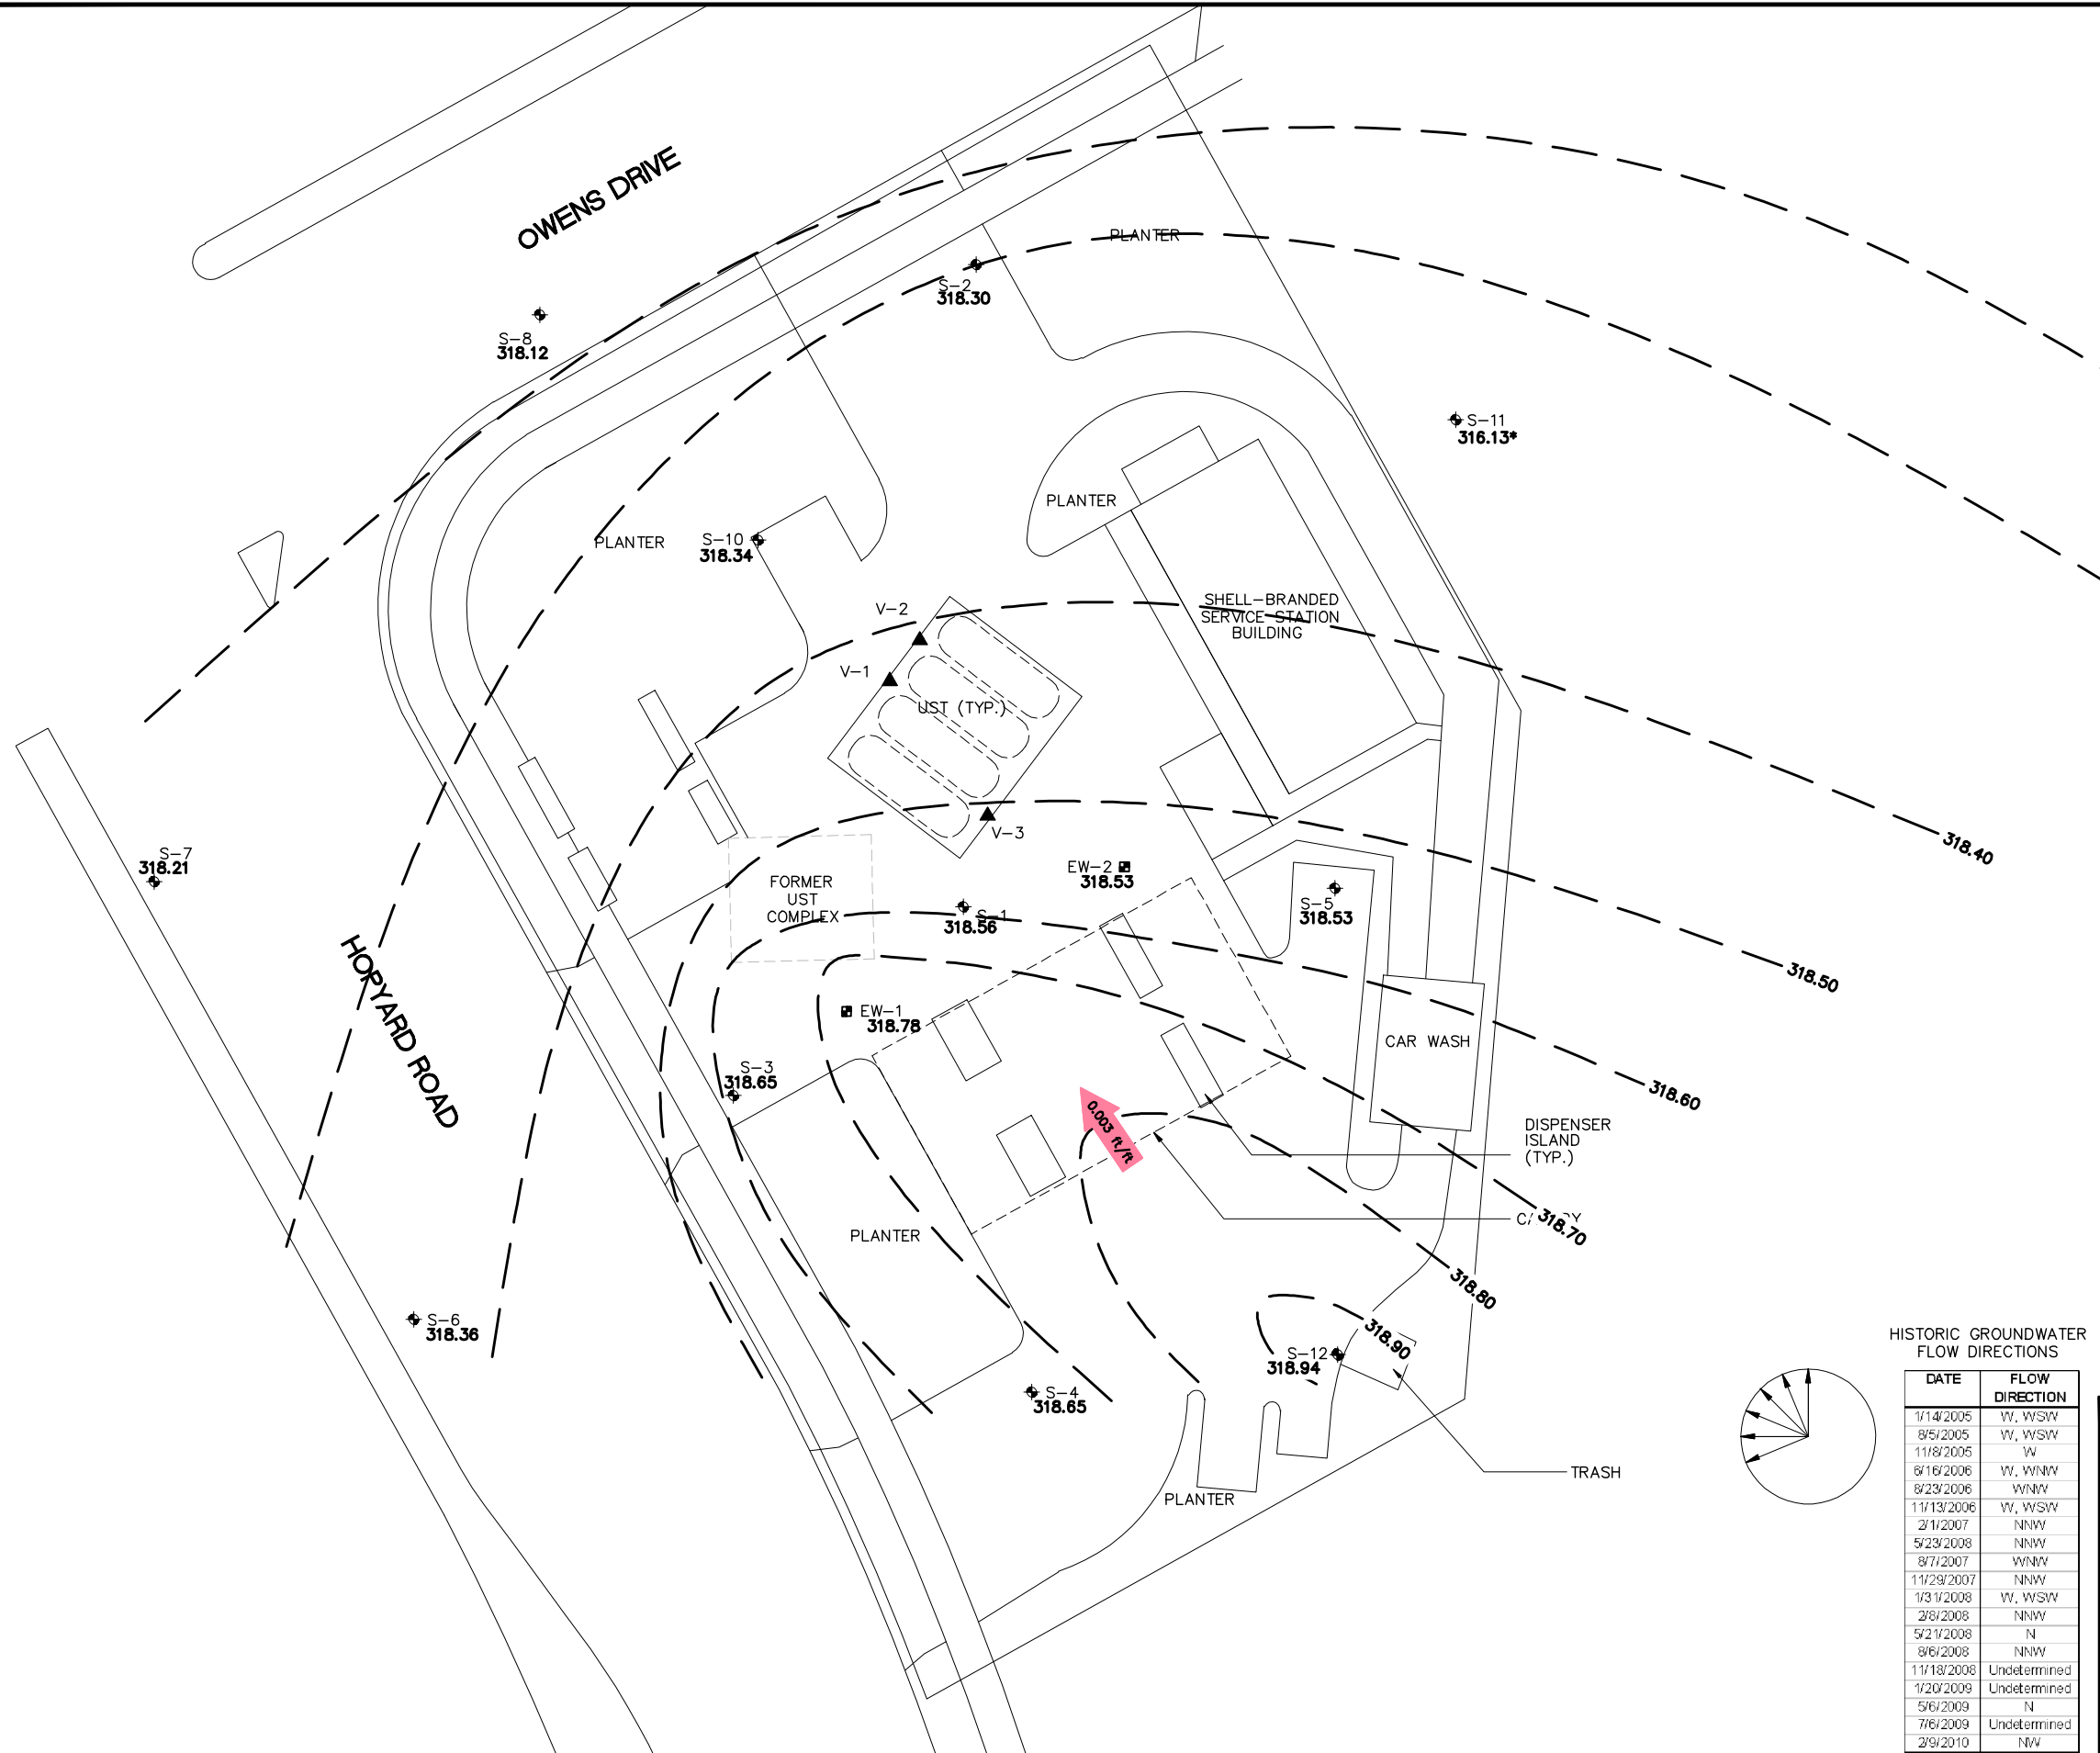 OWENS DRIVE
PLANTER
S-2
318.30
S-8
318.12
S-11
316.13*
PLANTER
S-10
318.34
PLANTER
V-2
SHELL-BRANDED
SERVICE STATION
BUILDING
V-1
UST (TYP.)
V-3
318.40
S-7
318.21
EW-2
318.53
FORMER
UST
COMPLEX
S-1
318.56
S-5
318.53
318.50
HOPYARD ROAD
EW-1
318.78
CAR WASH
S-3
318.65
318.60
0.003 ft/ft
DISPENSER
ISLAND
(TYP.)
318.70
PLANTER
318.80
S-6
318.36
318.90
S-12
318.94
S-4
318.65
TRASH
PLANTER
HISTORIC GROUNDWATER
FLOW DIRECTIONS
DATE FLOW
DIRECTION
1/14/2005 W, WSW
8/5/2005 W, WSW
11/8/2005 W
6/16/2006 W, WNW
8/23/2006 WNW
11/13/2006 W, WSW
2/1/2007 NNW
5/23/2008 NNW
8/7/2007 WNW
11/29/2007 NNW
1/31/2008 W, WSW
2/8/2008 NNW
5/21/2008 N
8/6/2008 NNW
11/18/2008 Undetermined
1/20/2009 Undetermined
5/6/2009 N
7/6/2009 Undetermined
2/9/2010 NW